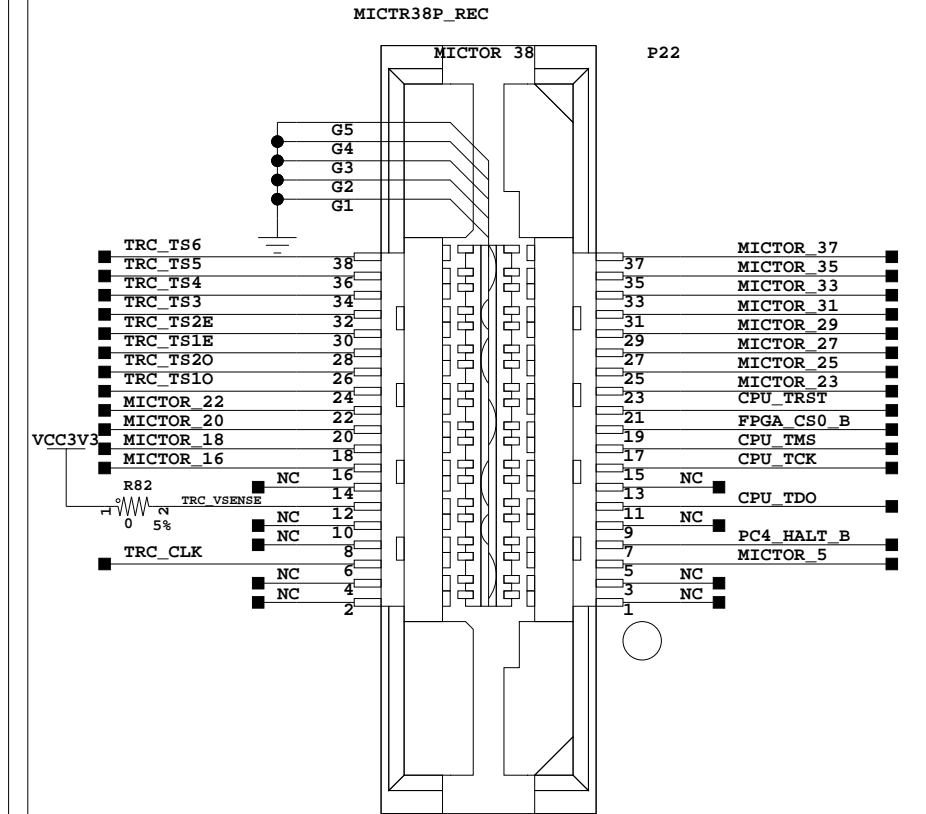 MICTR38P_REC
MICTOR 38
P22
G5
G4
G3
G2
G1
TRC_TS6
38
37
MICTOR_37
TRC_TS5
36
35
MICTOR_35
TRC_TS4
34
33
MICTOR_33
TRC_TS3
32
31
MICTOR_31
TRC_TS2E
30
29
MICTOR_29
TRC_TS1E
28
27
MICTOR_27
TRC_TS2O
26
25
MICTOR_25
TRC_TS1O
24
23
MICTOR_23
MICTOR_22
22
21
CPU_TRST
MICTOR_20
20
19
FPGA_CS0_B
VCC3V3
MICTOR_18
18
17
CPU_TMS
MICTOR_16
16
15
CPU_TCK
NC
14
13
NC
R82
1
2
0
5%
TRC_VSENSE
12
11
CPU_TDO
NC
10
9
NC
NC
8
7
PC4_HALT_B
TRC_CLK
6
5
MICTOR_5
NC
4
3
NC
NC
2
1
NC